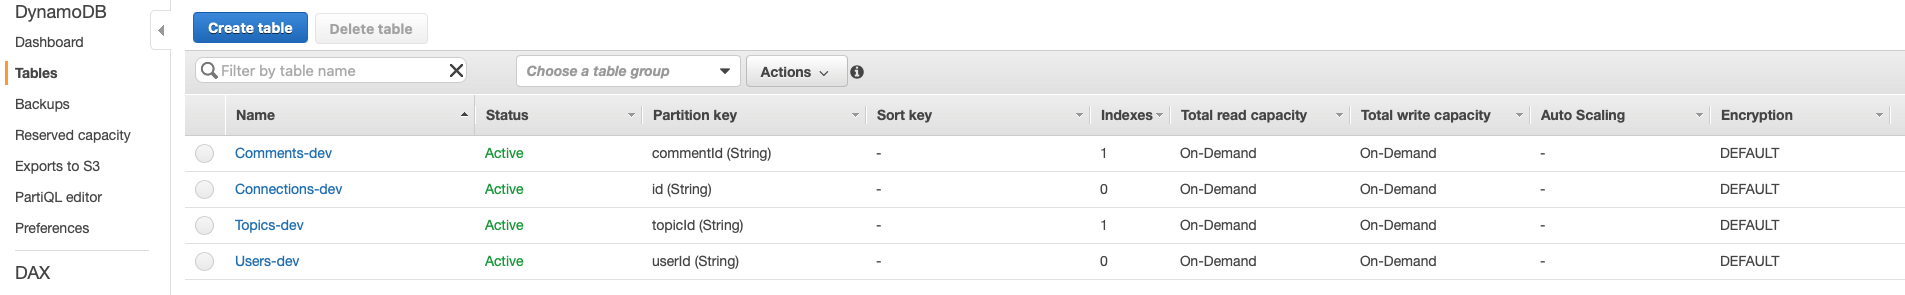 DynamoDB
Dashboard
Tables
Backups
Reserved capacity
Exports to S3
PartiQL editor
Preferences
DAX
Create table Delete table
Filter by table name Choose a table group Actions
Name Status Partition key Sort key Indexes Total read capacity Total write capacity Auto Scaling Encryption
Comments-dev Active commentId (String) - 1 On-Demand On-Demand - DEFAULT
Connections-dev Active id (String) - 0 On-Demand On-Demand - DEFAULT
Topics-dev Active topicId (String) - 1 On-Demand On-Demand - DEFAULT
Users-dev Active userId (String) - 0 On-Demand On-Demand - DEFAULT